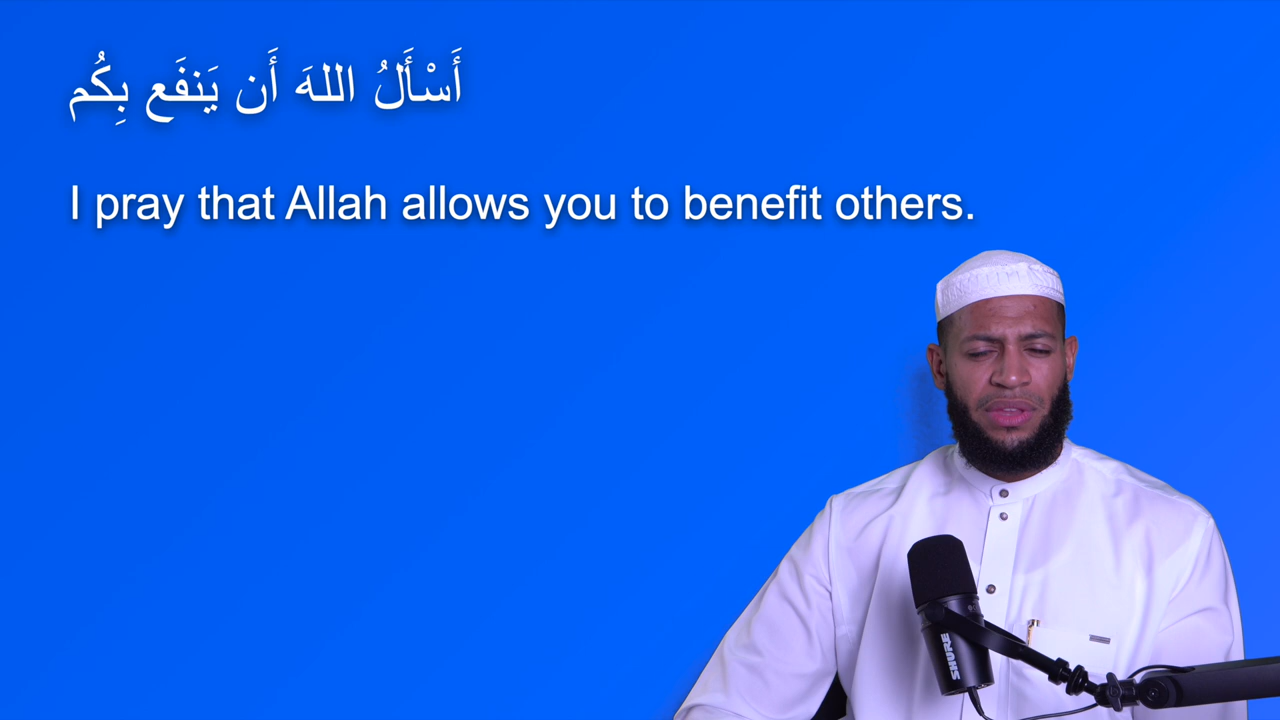 أَسْأَلُ اللهَ أَن يَنفَع بِكُم
I pray that Allah allows you to benefit others.
SHURE